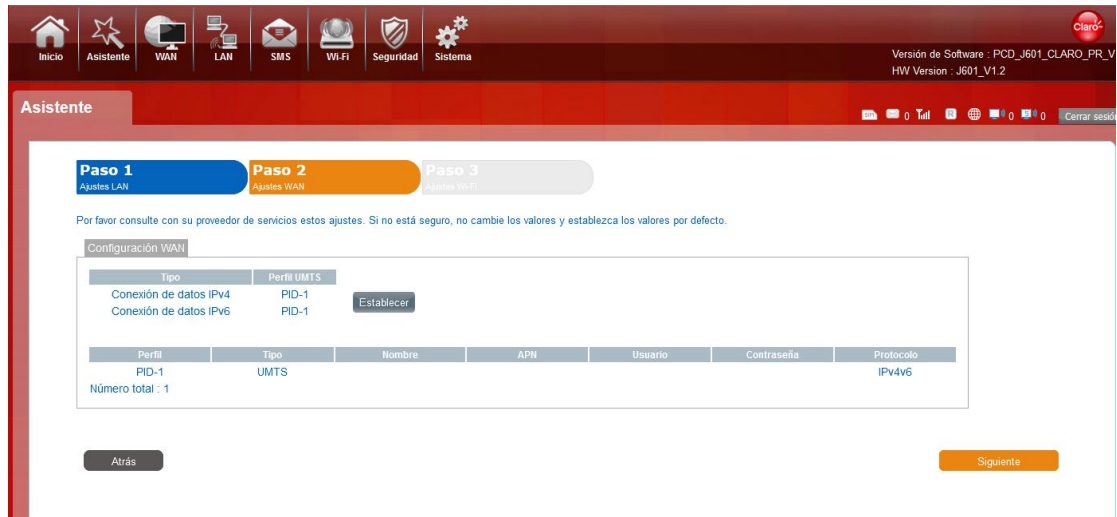 Claro
Inicio Asistente WAN LAN SMS Wi-Fi Seguridad Sistema
Versión de Software : PCD_J601_CLARO_PR_V
HW Version : J601_V1.2
Asistente
0 R 0 0 Cerrar sesión
Paso 1 Paso 2 Paso 3
Ajustes LAN Ajustes WAN Ajustes Wi-Fi
Por favor consulte con su proveedor de servicios estos ajustes. Si no está seguro, no cambie los valores y establezca los valores por defecto.
Configuración WAN
Tipo Perfil UMTS
Conexión de datos IPv4 PID-1
Establecer
Conexión de datos IPv6 PID-1
Perfil Tipo Nombre APN Usuario Contraseña Protocolo
PID-1 UMTS IPv4v6
Número total : 1
Atrás Siguiente